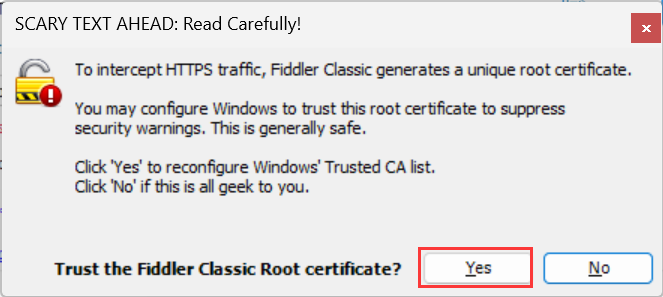 SCARY TEXT AHEAD: Read Carefully!
To intercept HTTPS traffic, Fiddler Classic generates a unique root certificate.
You may configure Windows to trust this root certificate to suppress
security warnings. This is generally safe.
Click 'Yes' to reconfigure Windows' Trusted CA list.
Click 'No' if this is all geek to you.
Trust the Fiddler Classic Root certificate? Yes No